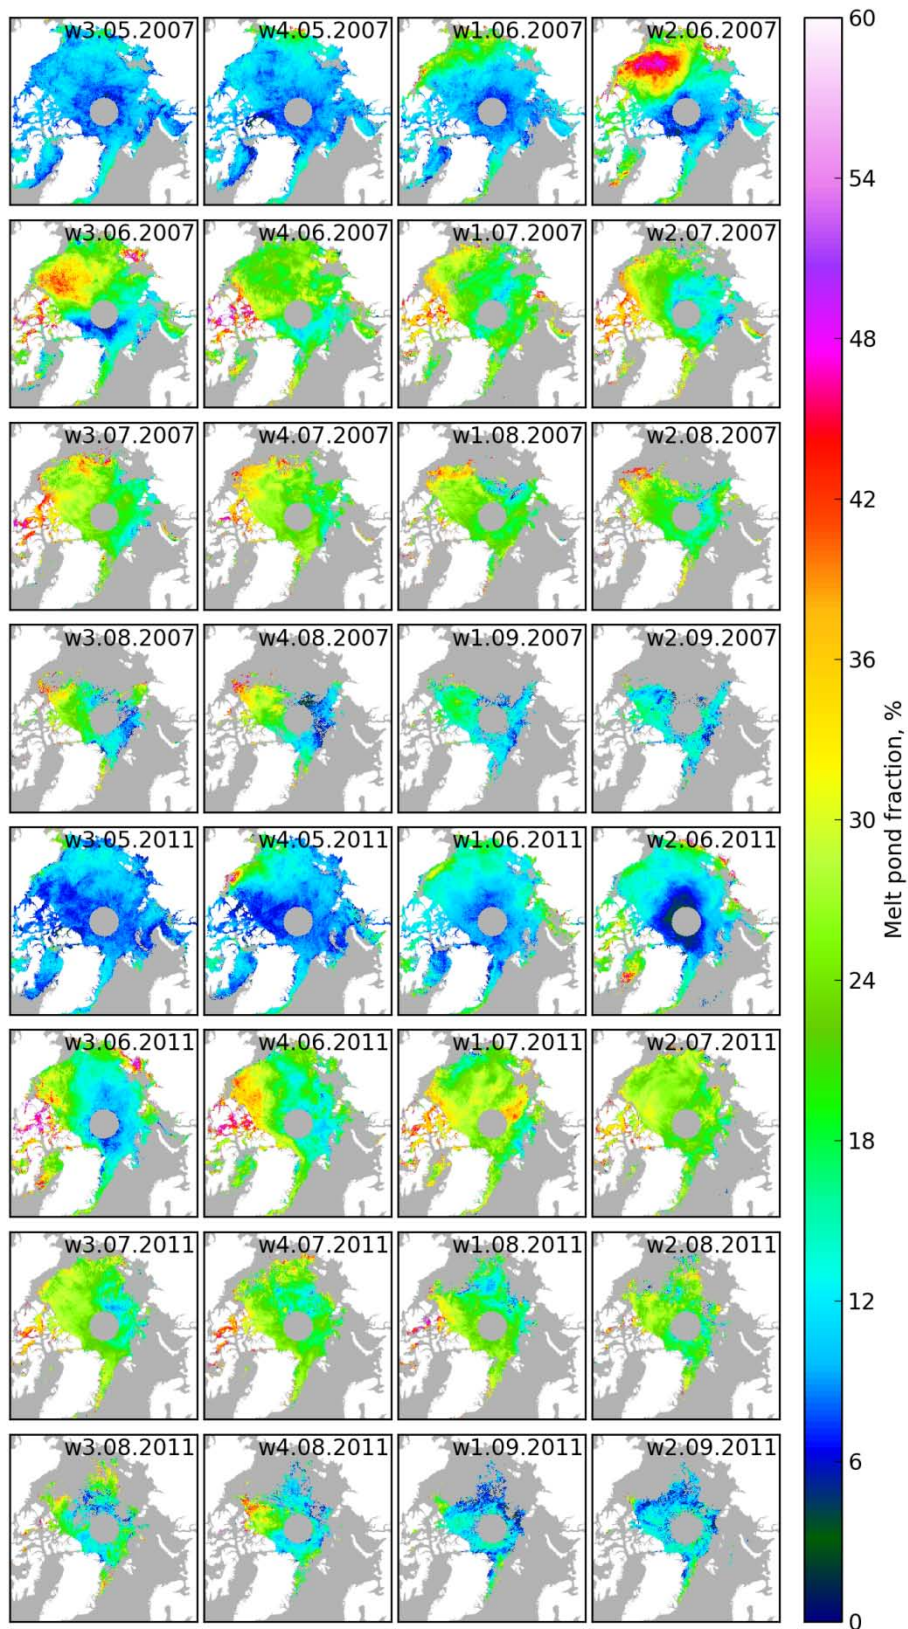 w3.05.2007
w4.05.2007
w1.06.2007
w2.06.2007
w3.06.2007
w4.06.2007
w1.07.2007
w2.07.2007
w3.07.2007
w4.07.2007
w1.08.2007
w2.08.2007
w3.08.2007
w4.08.2007
w1.09.2007
w2.09.2007
w3.05.2011
w4.05.2011
w1.06.2011
w2.06.2011
w3.06.2011
w4.06.2011
w1.07.2011
w2.07.2011
w3.07.2011
w4.07.2011
w1.08.2011
w2.08.2011
w3.08.2011
w4.08.2011
w1.09.2011
w2.09.2011
60
54
48
42
36
30
24
18
12
6
0
Melt pond fraction, %